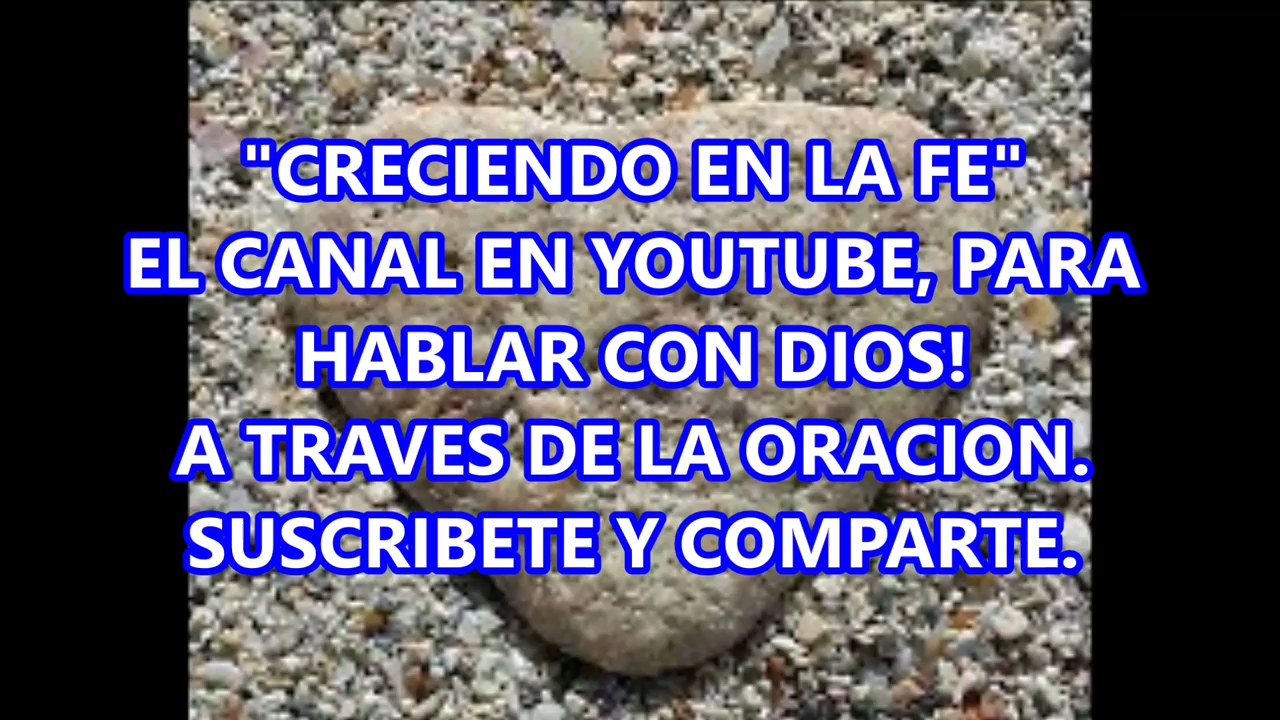 "CRECIENDO EN LA FE"
EL CANAL EN YOUTUBE, PARA
HABLAR CON DIOS!
A TRAVES DE LA ORACION.
SUSCRIBETE Y COMPARTE.